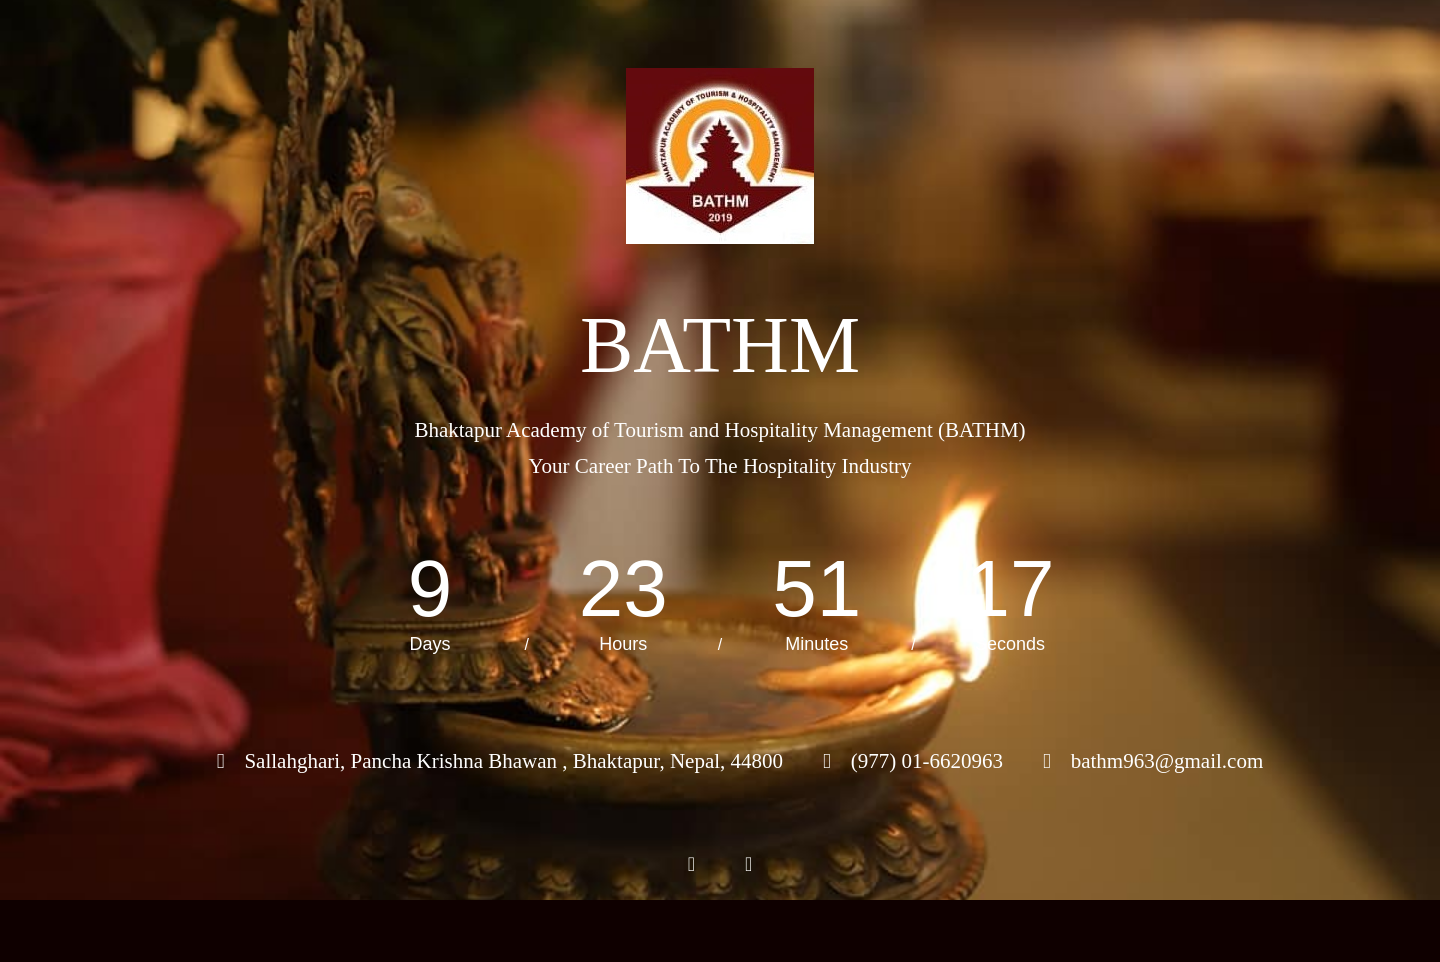 BHAKTAPUR ACADEMY OF TOURISM & HOSPITALITY MANAGEMENT
BATHM
2019
BATHM
Bhaktapur Academy of Tourism and Hospitality Management (BATHM)
Your Career Path To The Hospitality Industry
9 23 51 17
Days / Hours / Minutes / Seconds
Sallahghari, Pancha Krishna Bhawan , Bhaktapur, Nepal, 44800 (977) 01-6620963 bathm963@gmail.com